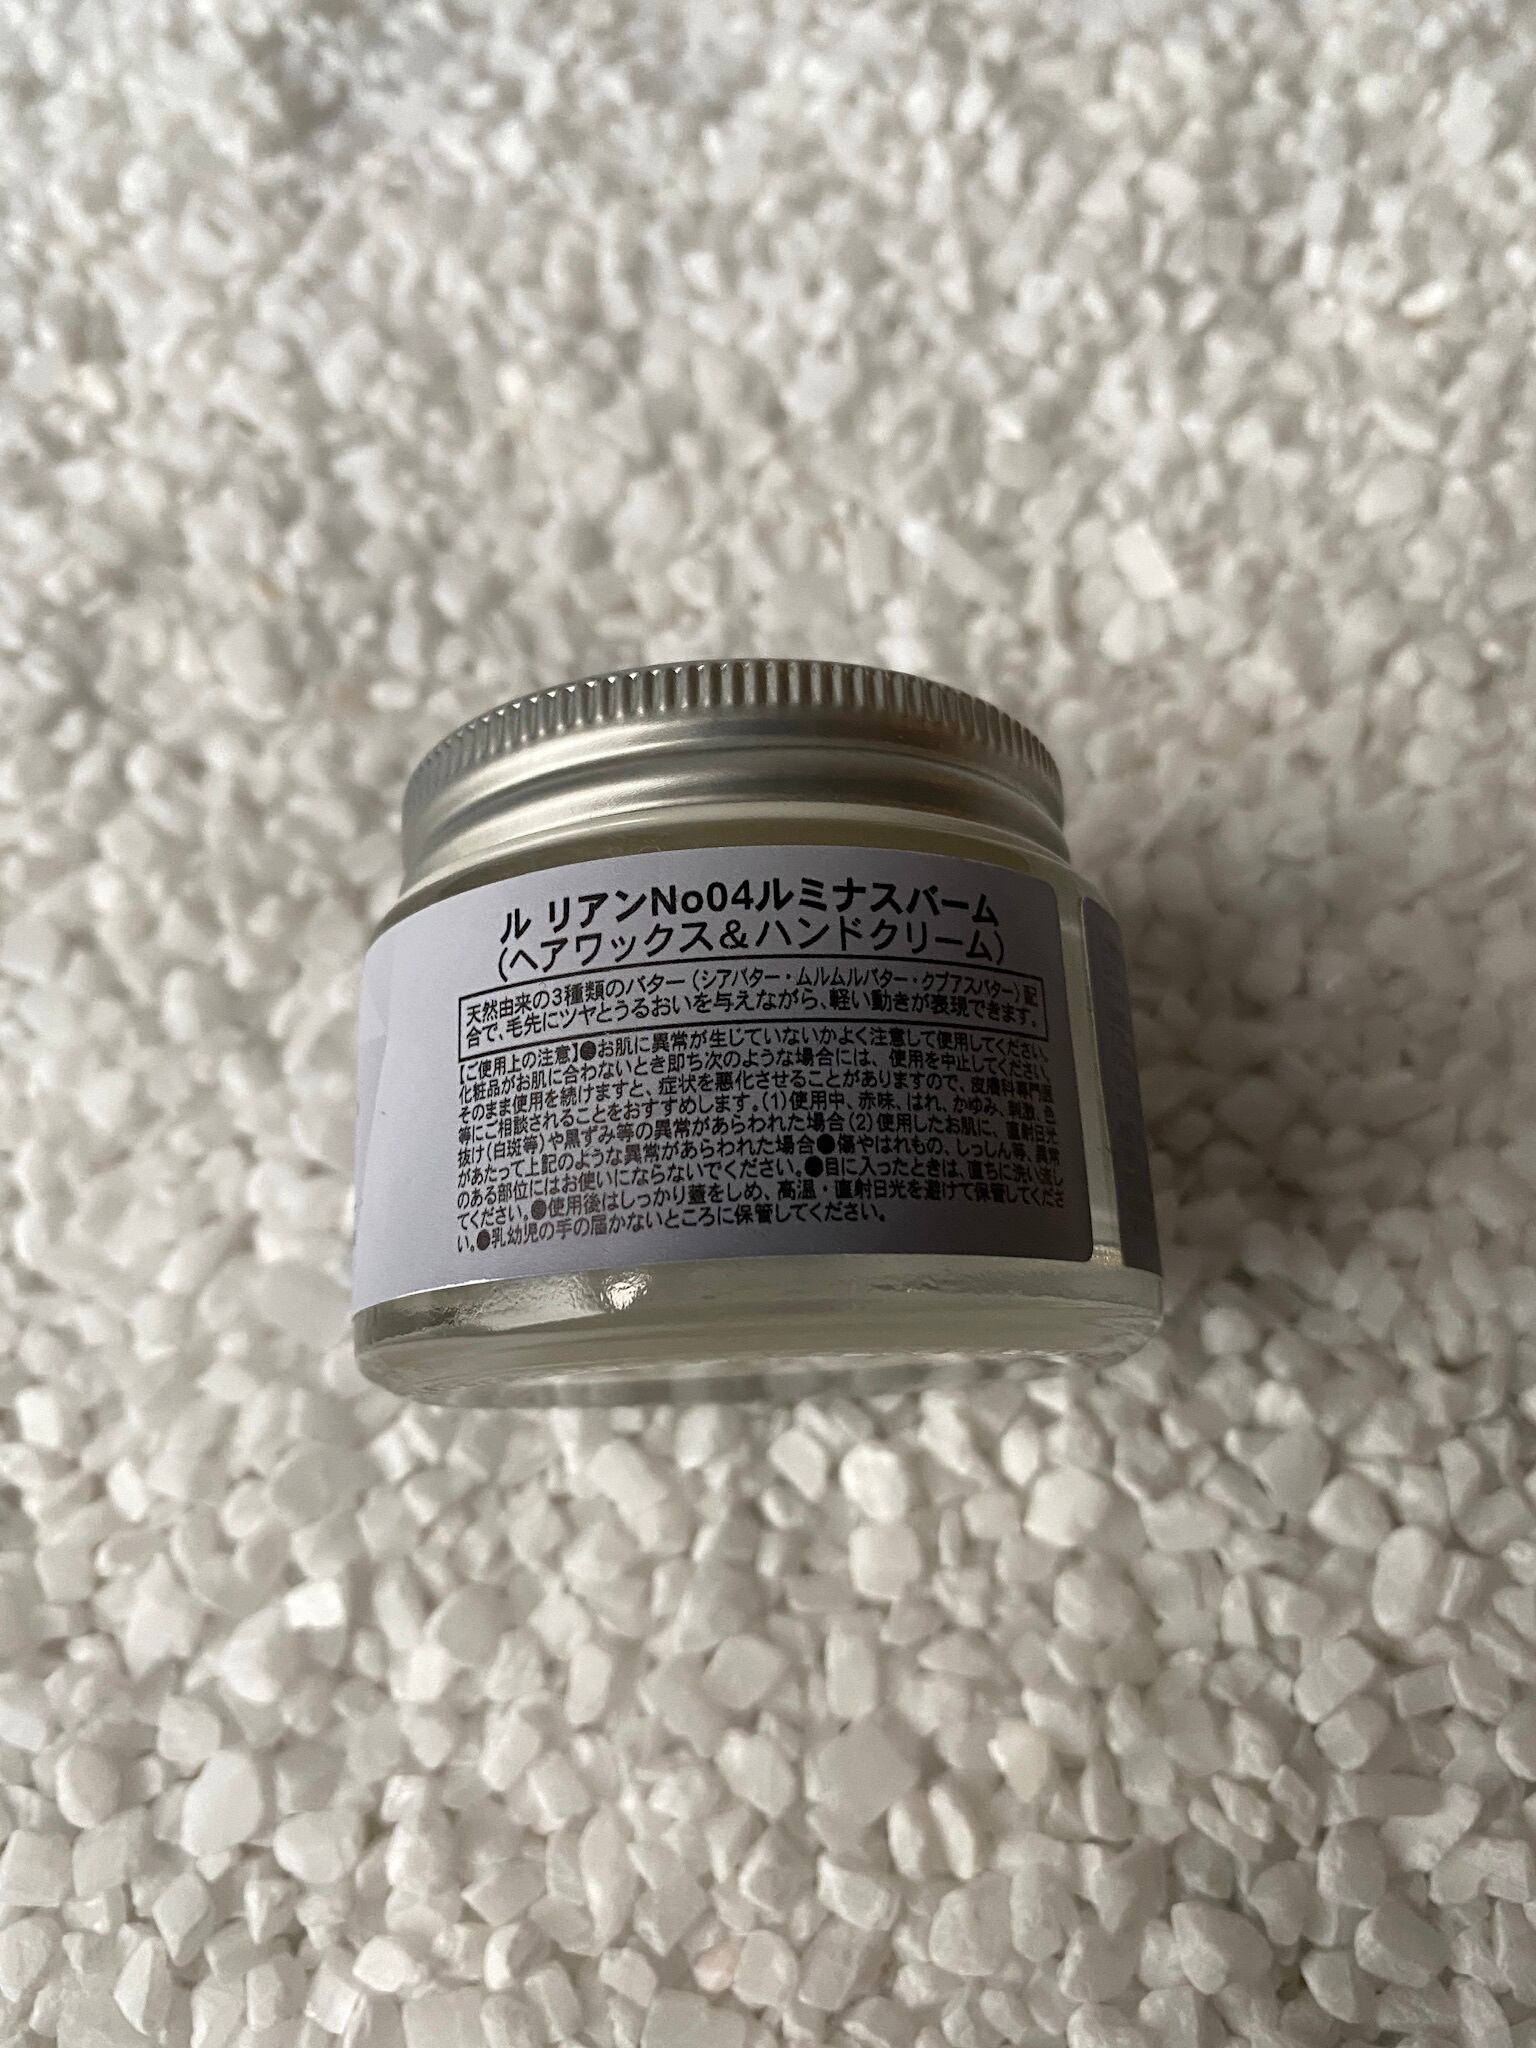 ル リアンNo04ルミナスバーム
(ヘアワックス&ハンドクリーム)
天然由来の3種類のバター(シアバター・ムルムルバター・クプアスバター)配
合で、毛先にツヤとうるおいを与えながら、軽い動きが表現できます。
【ご使用上の注意】●お肌に異常が生じていないかよく注意して使用してください。
化粧品がお肌に合わないとき即ち次のような場合には、使用を中止してください。
そのまま使用を続けますと、症状を悪化させることがありますので、皮膚科専門医
等にご相談されることをおすすめします。(1)使用中、赤味、はれ、かゆみ、刺激、色
抜け(白斑等)や黒ずみ等の異常があらわれた場合(2)使用したお肌に、直射日光
があたって上記のような異常があらわれた場合●傷やはれもの、しっしん等、異常
のある部位にはお使いにならないでください。●目に入ったときは、直ちに洗い流し
てください。●使用後はしっかり蓋をしめ、高温・直射日光を避けて保管してくださ
い。●乳幼児の手の届かないところに保管してください。